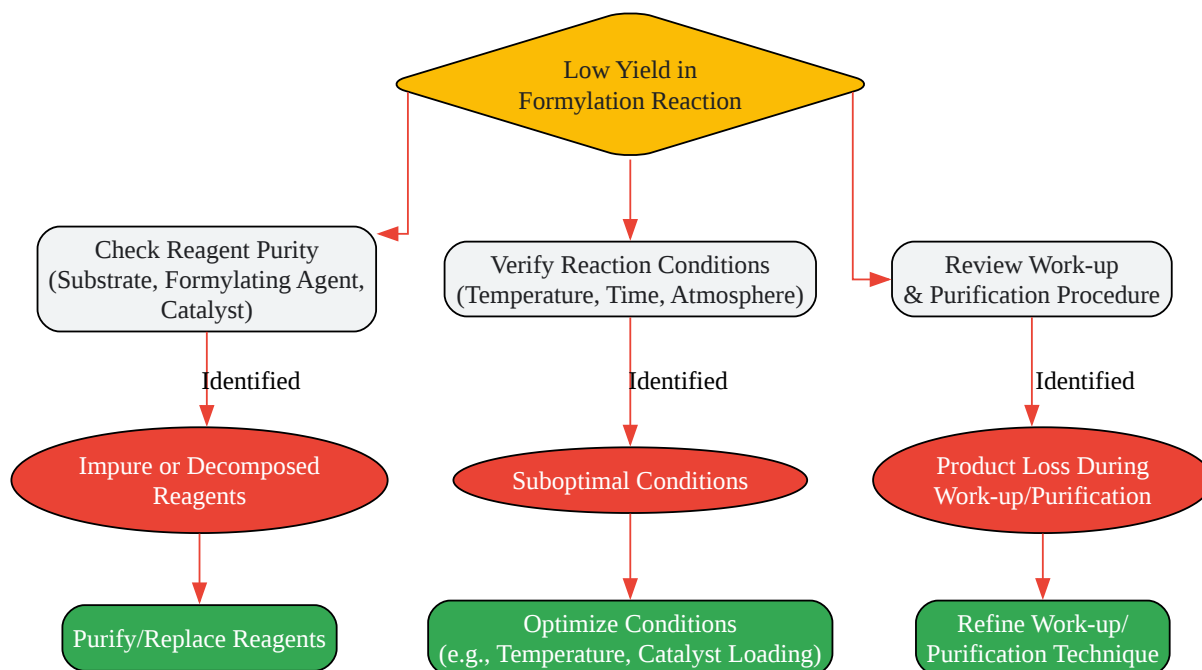 Low Yield in
Formylation Reaction
Check Reagent Purity
(Substrate, Formylating Agent,
Catalyst)
Verify Reaction Conditions
(Temperature, Time, Atmosphere)
Review Work-up
& Purification Procedure
Identified
Identified
Identified
Impure or Decomposed
Reagents
Suboptimal Conditions
Product Loss During
Work-up/Purification
Purify/Replace Reagents
Optimize Conditions
(e.g., Temperature, Catalyst Loading)
Refine Work-up/
Purification Technique